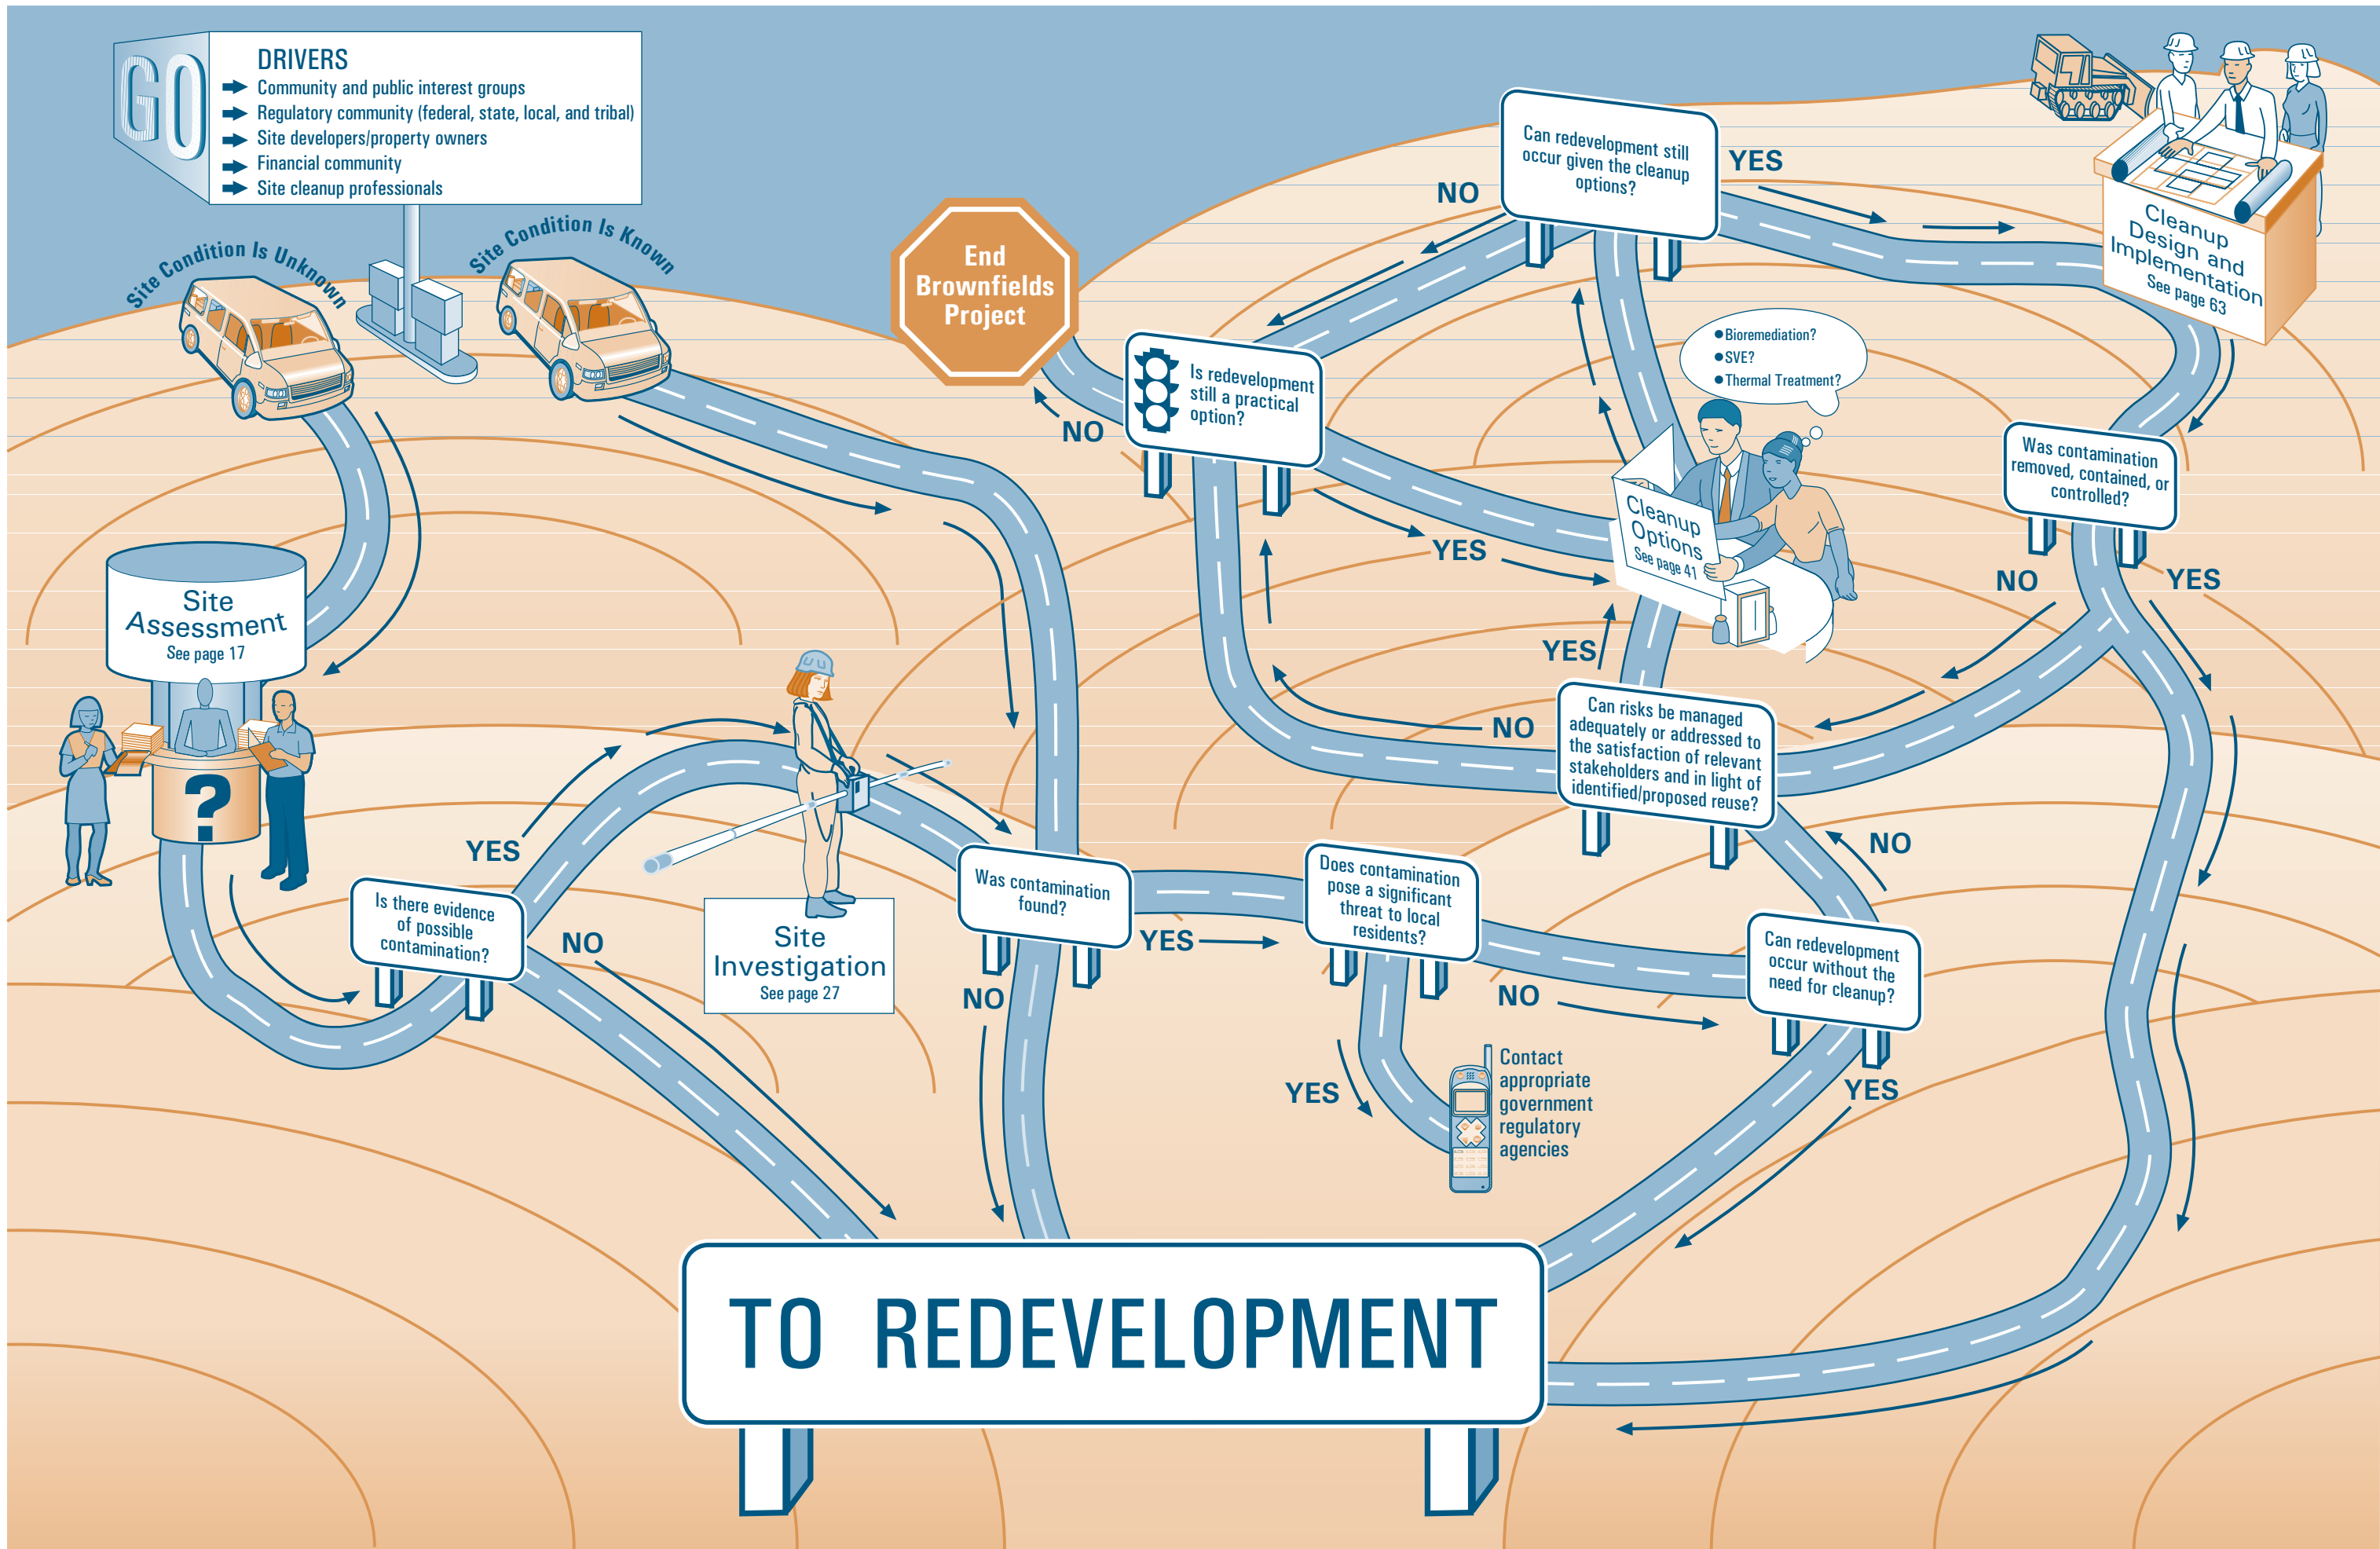 GO
DRIVERS
Community and public interest groups
Regulatory community (federal, state, local, and tribal)
Site developers/property owners
Financial community
Site cleanup professionals
Site Condition Is Unknown
Site Condition Is Known
End
Brownfields
Project
Can redevelopment still
occur given the cleanup
options?
YES
NO
Cleanup
Design and
Implementation
See page 63
Is redevelopment
still a practical
option?
NO
YES
•Bioremediation?
•SVE?
•Thermal Treatment?
Cleanup
Options
See page 41
Was contamination
removed, contained, or
controlled?
NO
YES
Site
Assessment
See page 17
?
YES
Can risks be managed
adequately or addressed to
the satisfaction of relevant
stakeholders and in light of
identified/proposed reuse?
NO
NO
YES
Is there evidence
of possible
contamination?
NO
Site
Investigation
See page 27
Was contamination
found?
YES
NO
Does contamination
pose a significant
threat to local
residents?
NO
YES
Can redevelopment
occur without the
need for cleanup?
YES
Contact
appropriate
government
regulatory
agencies
TO REDEVELOPMENT